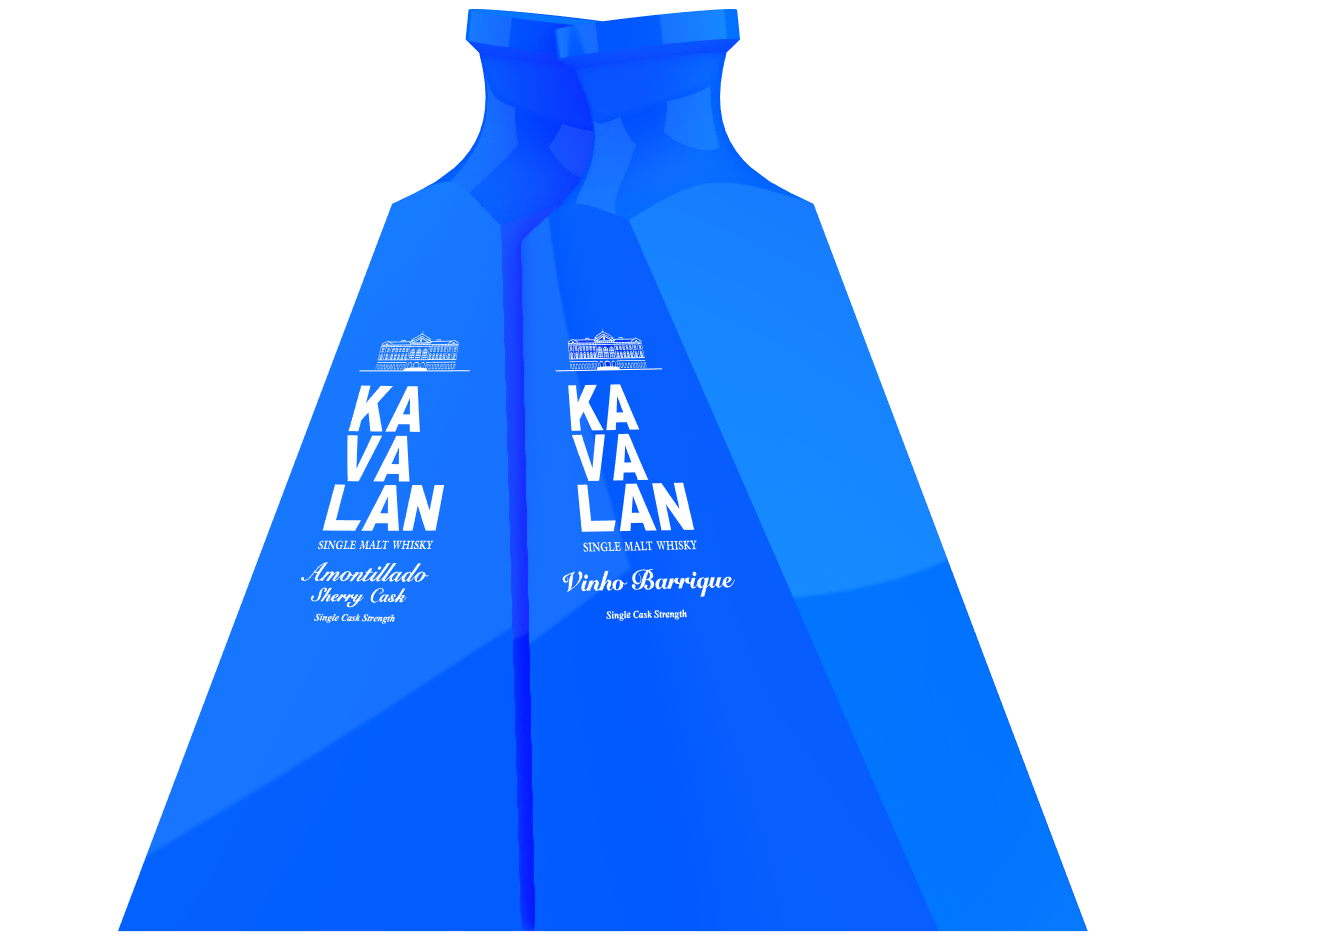 KA
VA
LAN
SINGLE MALT WHISKY
Amontillado
Sherry Cask
Single Cask Strength
KA
VA
LAN
SINGLE MALT WHISKY
Vinho Barrique
Single Cask Strength